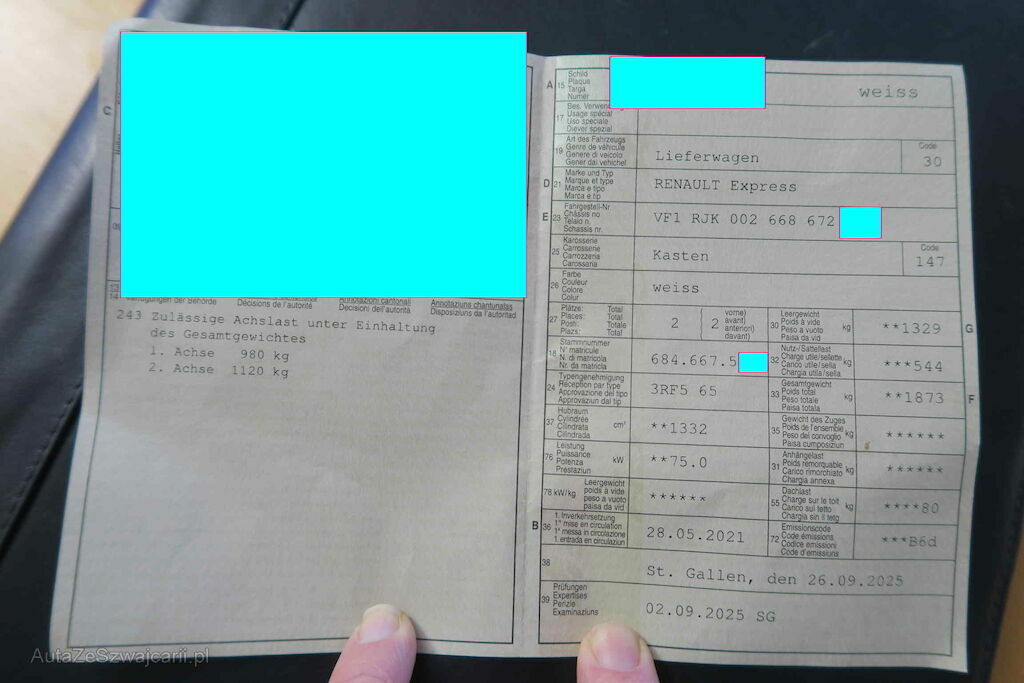 C
14
Verfügungen der Behörde
Décisions de l'autorité
Annotazioni cantonali
Decisioni dell'autorità
Annotaziuns chantunalas
Disposiziuns da l'autoritad
243 Zulässige Achslast unter Einhaltung
des Gesamtgewichtes
1. Achse 980 kg
2. Achse 1120 kg
A 15 Schild
Plaque
Targa
Numer
weiss
17 Bes. Verwendung
Usage spécial
Uso speciale
Diever spezial
19 Art des Fahrzeugs
Genre de véhicule
Genere di veicolo
Gener dal vehichel
Lieferwagen
Code
30
D 21 Marke und Typ
Marque et type
Marca e tipo
Marca e tip
RENAULT Express
E 23 Fahrgestell-Nr.
Châssis no
Telaio n.
Schassis nr.
VF1 RJK 002 668 672
25 Karosserie
Carrosserie
Carrozzeria
Carossaria
Kasten
Code
147
26 Farbe
Couleur
Colore
Colur
weiss
27 Plätze: Total
Places: Total
Posti: Totale
Plazs: Total
2 ( 2 vorne)
avant)
anteriori)
davant)
30 Leergewicht
Poids à vide
Peso a vuoto
Paisa da vid
kg
**1329
G
18 Stammnummer
N° matricule
N. di matricola
Nr. da matricla
684.667.5
32 Nutz-/Sattellast
Charge utile/sellette
Carico utile/sella
Chargia utila/sella
kg
***544
24 Typengenehmigung
Réception par type
Approvazione del tipo
Approvaziun dal tip
3RF5 65
33 Gesamtgewicht
Poids total
Peso totale
Paisa totala
kg
**1873
F
37 Hubraum
Cylindrée
Cilindrata
Cilindrada
cm³
**1332
35 Gewicht des Zuges
Poids de l'ensemble
Peso del convoglio
Paisa cumposiziun
kg
******
76 Leistung
Puissance
Potenza
Prestaziun
kW
**75.0
31 Anhängelast
Poids remorquable
Carico rimorchiato
Chargia annexa
kg
******
78 kW/kg
Leergewicht
poids à vide
peso a vuoto
paisa da vid
******
55 Dachlast
Charge sur le toit
Carico sul tetto
Chargia sin il tetg
kg
****80
B 36 1. Inverkehrsetzung
1re mise en circulation
1a messa in circolazione
1. entrada en circulaziun
28.05.2021
72 Emissionscode
Code émissions
Codice emissioni
Code d'emissiuns
***B6d
38
St. Gallen, den 26.09.2025
39 Prüfungen
Expertises
Perizie
Examinaziuns
02.09.2025 SG
AutaZeSzwajcarii.pl